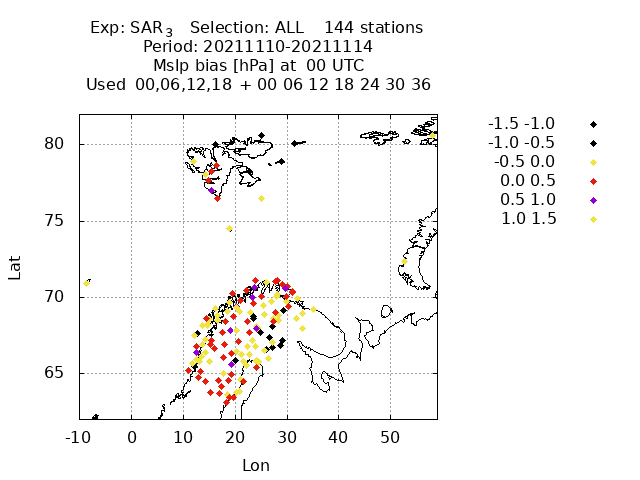 Exp: SAR3 Selection: ALL 144 stations
Period: 20211110-20211114
Mslp bias [hPa] at 00 UTC
Used 00,06,12,18 + 00 06 12 18 24 30 36
-1.5 -1.0
-1.0 -0.5
-0.5 0.0
0.0 0.5
0.5 1.0
1.0 1.5
80
75
70
65
Lat
-10 0 10 20 30 40 50
Lon